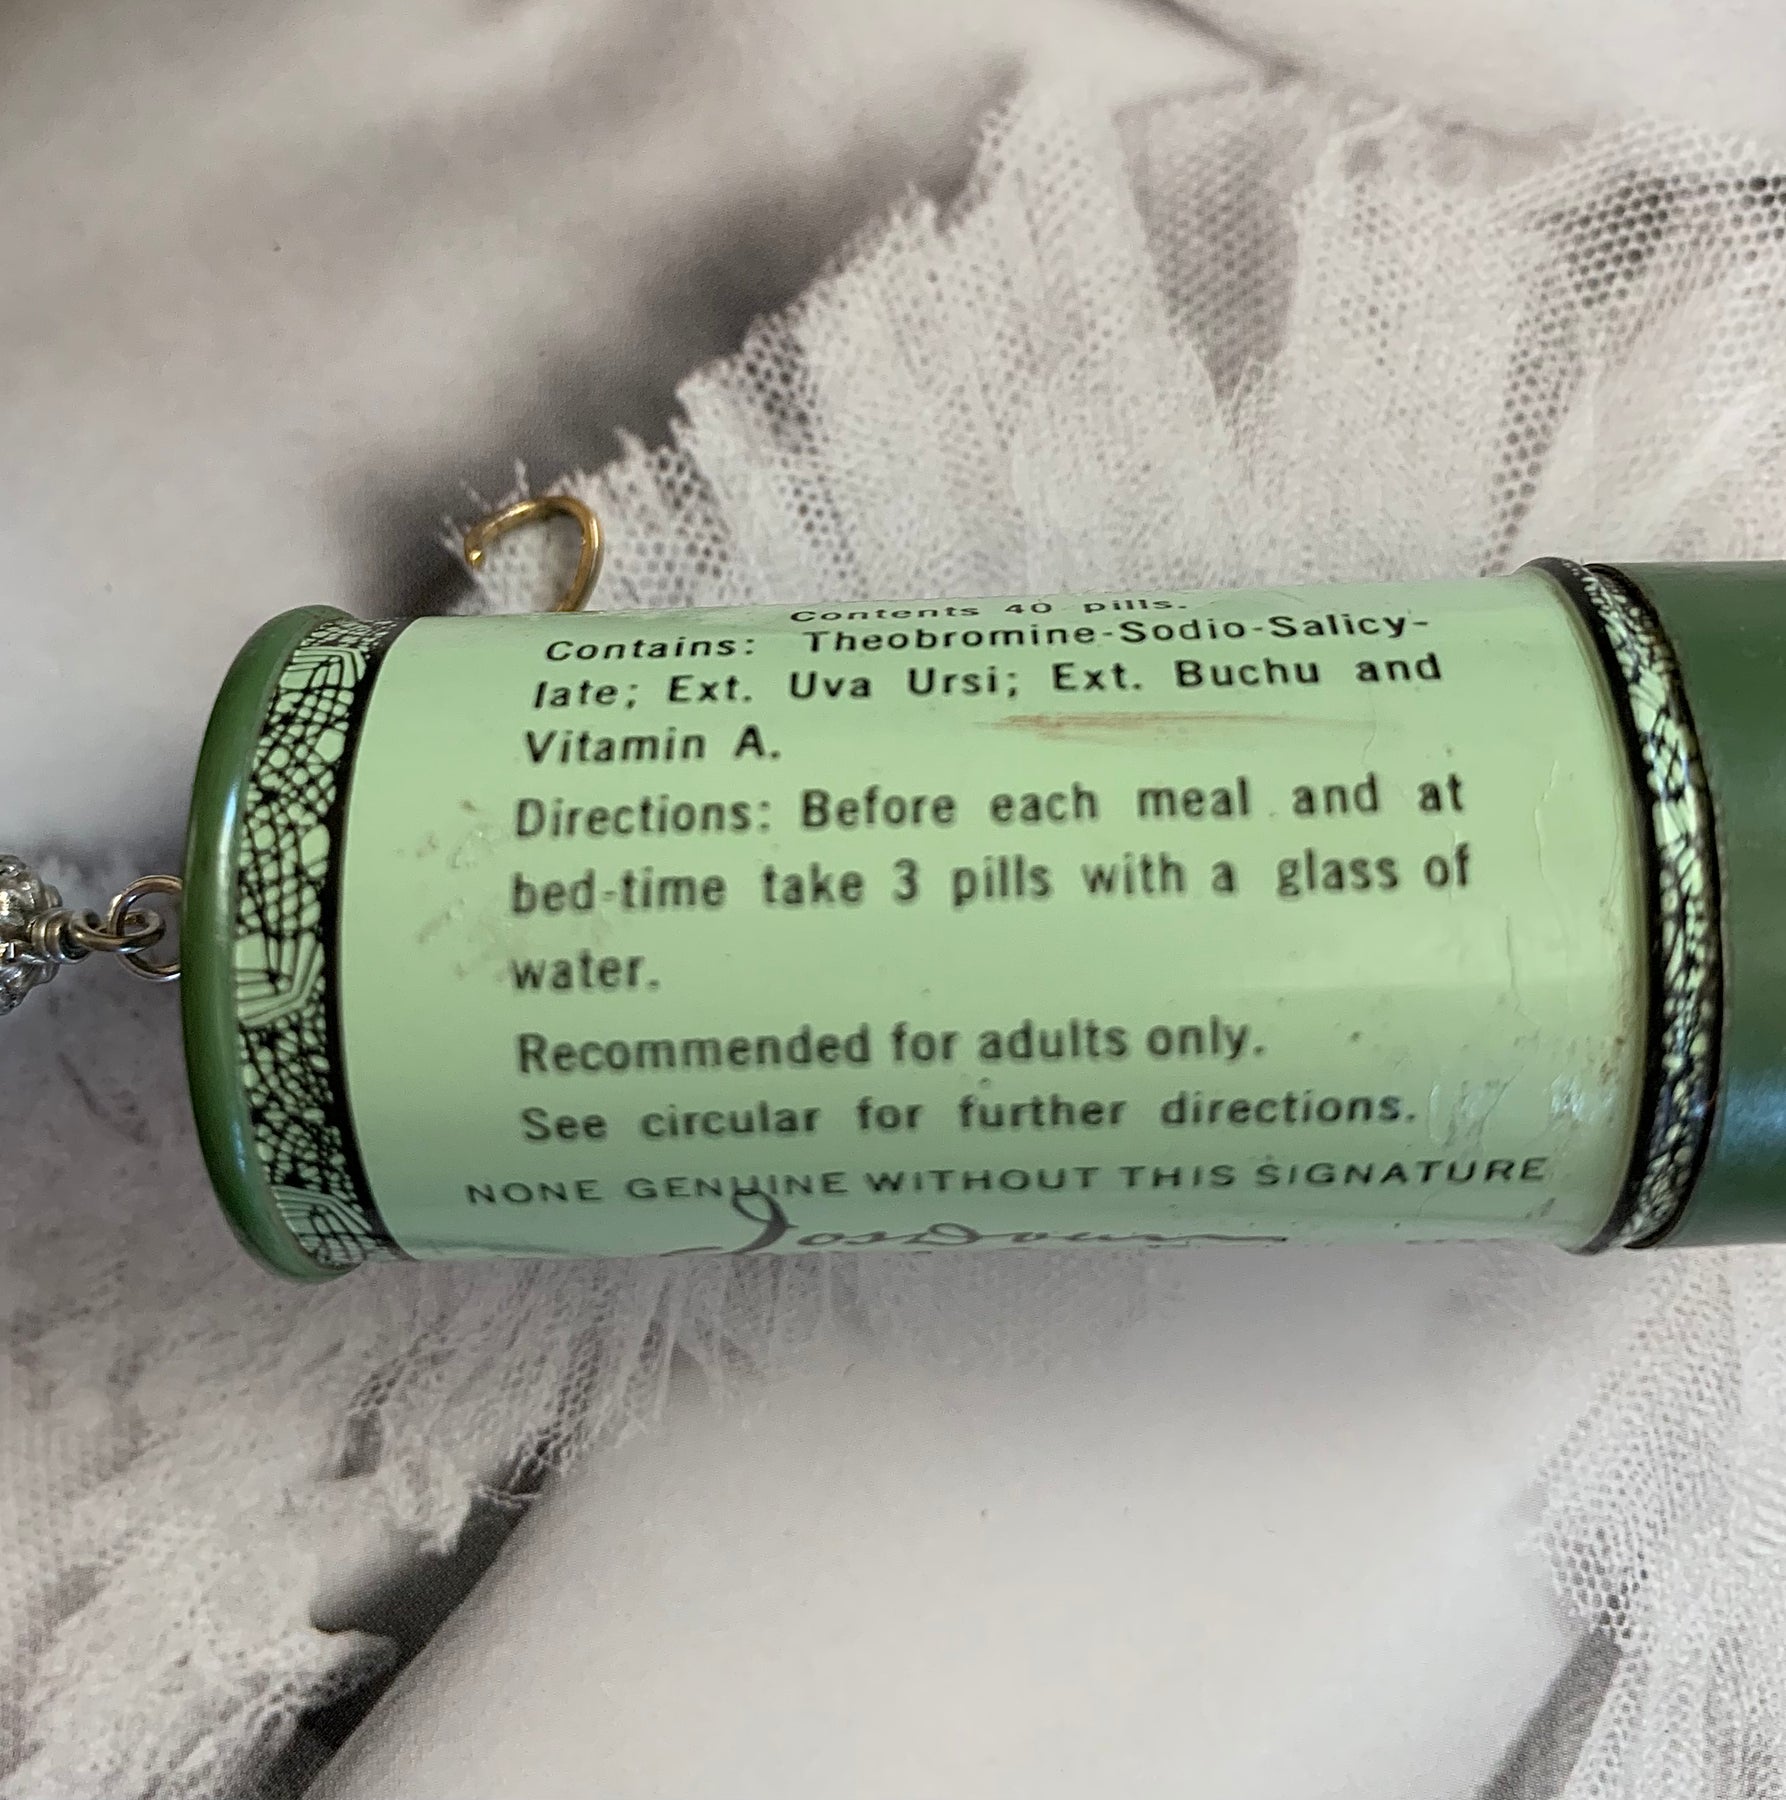 Contents 40 pills.
Contains: Theobromine-Sodio-Salicy-
late; Ext. Uva Ursi; Ext. Buchu and
Vitamin A.
Directions: Before each meal and at
bed-time take 3 pills with a glass of
water.
Recommended for adults only.
See circular for further directions.
NONE GENUINE WITHOUT THIS SIGNATURE